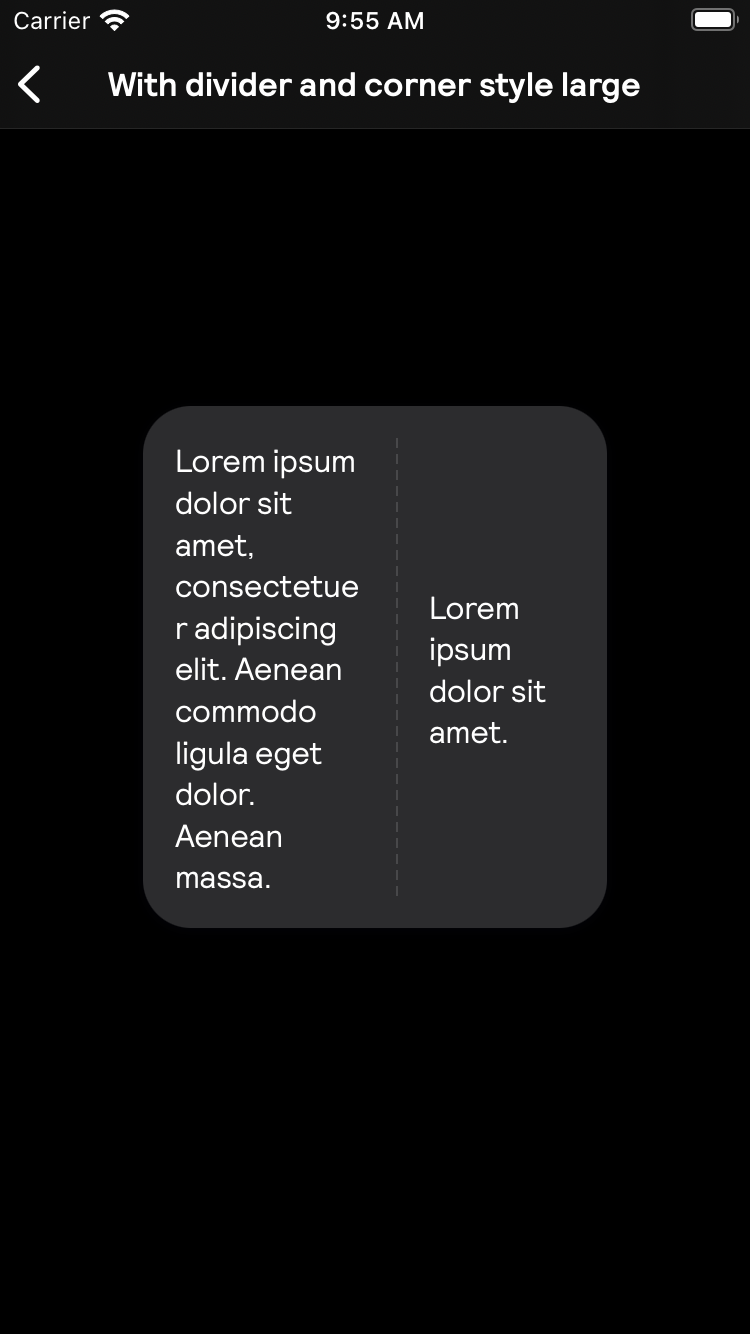 Carrier 9:55 AM
With divider and corner style large
Lorem ipsum
dolor sit
amet,
consectetue
r adipiscing
elit. Aenean
commodo
ligula eget
dolor.
Aenean
massa.
Lorem
ipsum
dolor sit
amet.